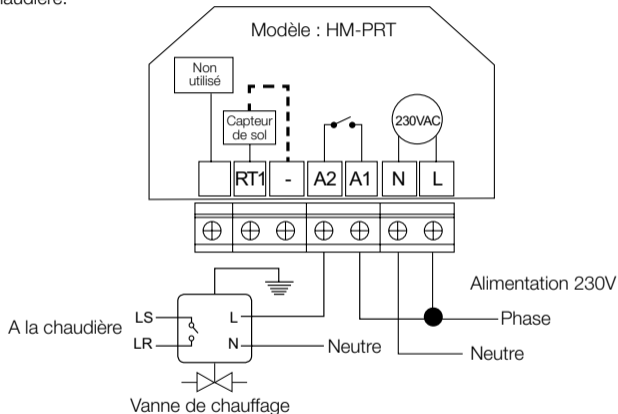 chaudière.
Modèle : HM-PRT
Non
utilisé
Capteur
de sol
230VAC
RT1 - A2 A1 N L
Alimentation 230V
A la chaudière
LS
LR
L
N
Neutre
Phase
Neutre
Vanne de chauffage